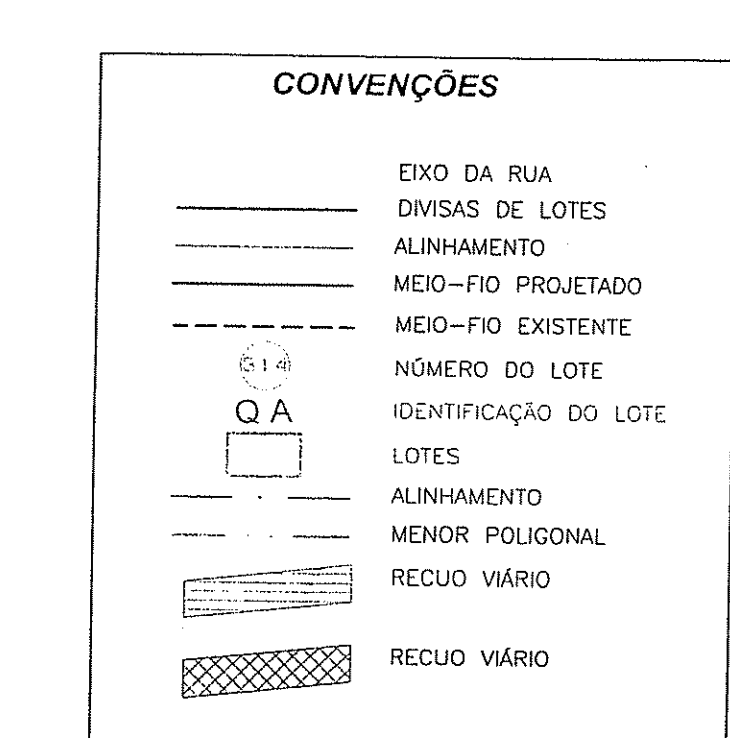 CONVENÇÕES
EIXO DA RUA
DIVISAS DE LOTES
ALINHAMENTO
MEIO-FIO PROJETADO
MEIO-FIO EXISTENTE
314 NÚMERO DO LOTE
Q A IDENTIFICAÇÃO DO LOTE
LOTES
ALINHAMENTO
MENOR POLIGONAL
RECUO VIÁRIO
RECUO VIÁRIO